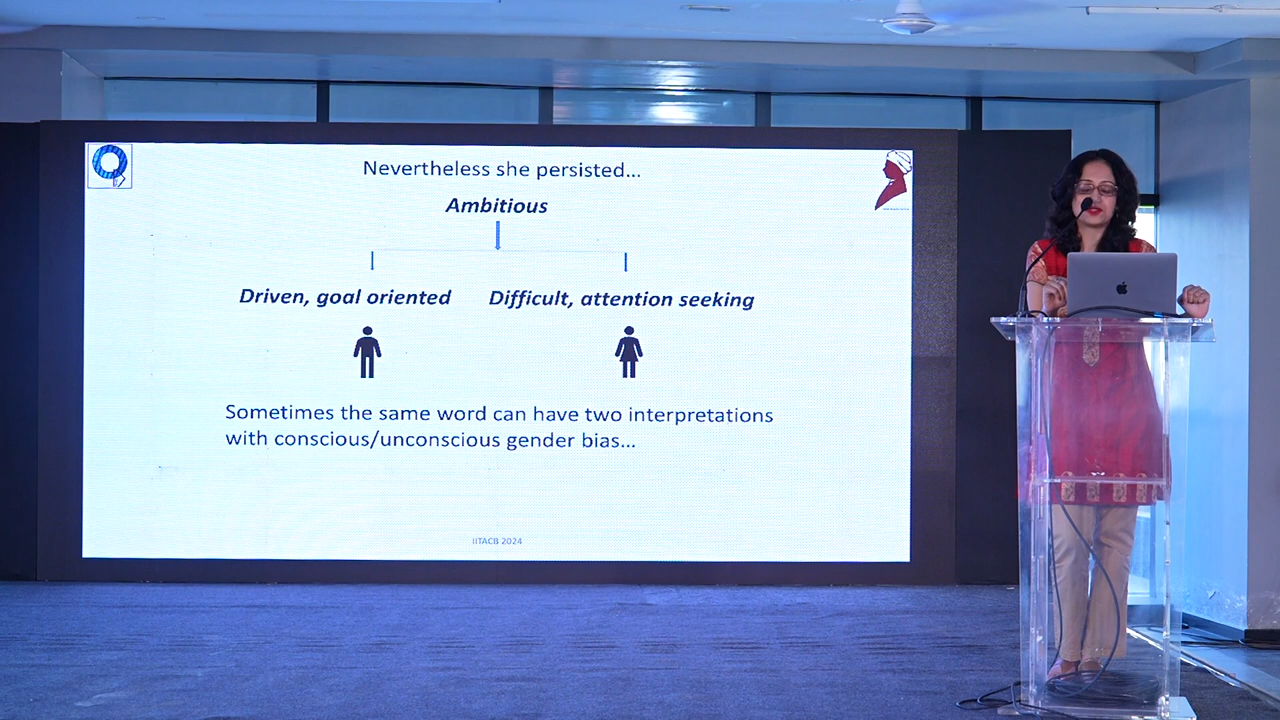 Nevertheless she persisted...
Ambitious
Driven, goal oriented
Difficult, attention seeking
Sometimes the same word can have two interpretations
with conscious/unconscious gender bias...
IITACB 2024